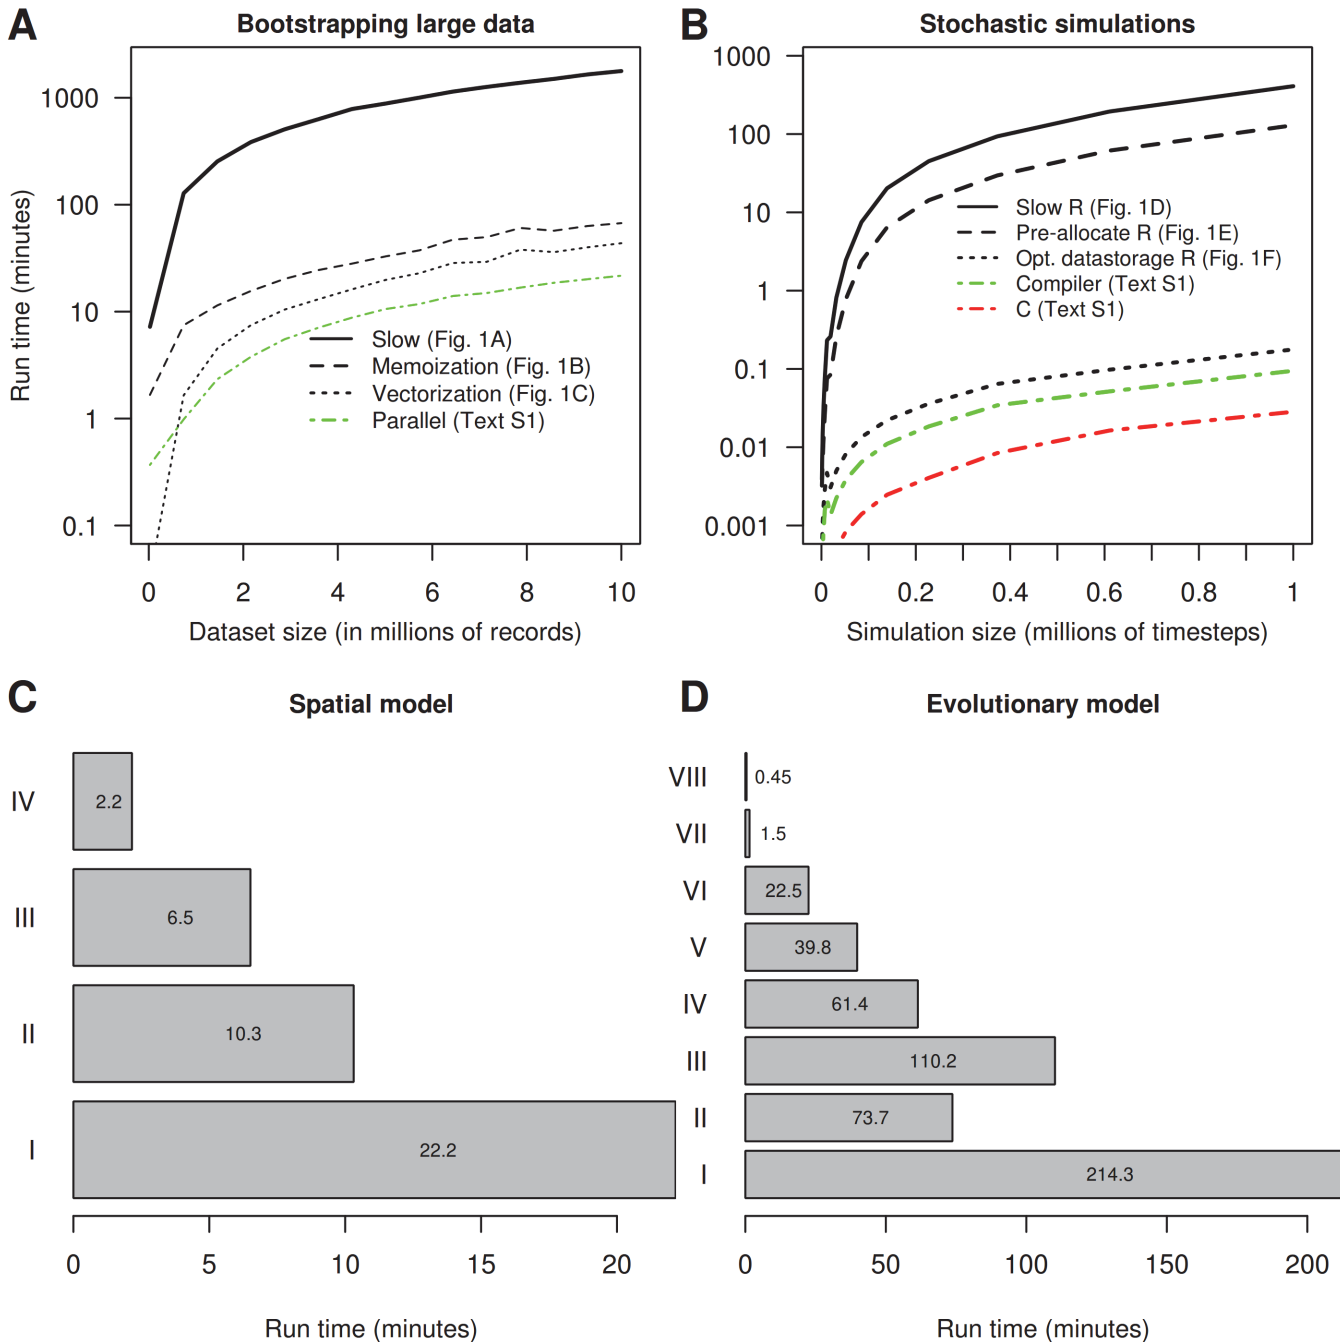 A
Bootstrapping large data
Run time (minutes)
1000
100
10
1
0.1
Slow (Fig. 1A)
Memoization (Fig. 1B)
Vectorization (Fig. 1C)
Parallel (Text S1)
0 2 4 6 8 10
Dataset size (in millions of records)
B
Stochastic simulations
1000
100
10
1
0.1
0.01
0.001
Slow R (Fig. 1D)
Pre-allocate R (Fig. 1E)
Opt. datastorage R (Fig. 1F)
Compiler (Text S1)
C (Text S1)
0 0.2 0.4 0.6 0.8 1
Simulation size (millions of timesteps)
C
Spatial model
IV 2.2
III 6.5
II 10.3
I 22.2
0 5 10 15 20
Run time (minutes)
D
Evolutionary model
VIII 0.45
VII 1.5
VI 22.5
V 39.8
IV 61.4
III 110.2
II 73.7
I 214.3
0 50 100 150 200
Run time (minutes)